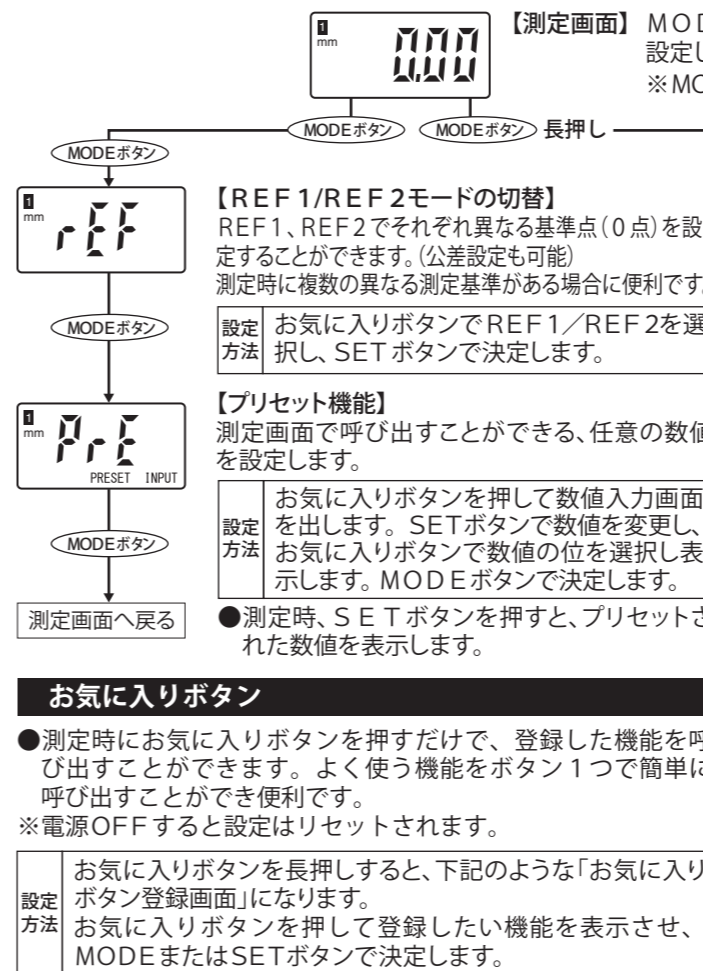 1
mm
0.00
【測定画面】 ＭＯ
設定し
※ＭＯ
MODEボタン
MODEボタン 長押し
MODEボタン
1
mm
rEF
【ＲＥＦ1/ＲＥＦ2モードの切替】
ＲＥＦ1、ＲＥＦ2でそれぞれ異なる基準点（0点）を設
定することができます。（公差設定も可能）
測定時に複数の異なる測定基準がある場合に便利です。
MODEボタン
設定
方法
お気に入りボタンでＲＥＦ1／ＲＥＦ2を選
択し、ＳＥＴボタンで決定します。
1
mm
PrE
PRESET INPUT
【プリセット機能】
測定画面で呼び出すことができる、任意の数値
を設定します。
MODEボタン
設定
方法
お気に入りボタンを押して数値入力画面
を出します。ＳＥＴボタンで数値を変更し、
お気に入りボタンで数値の位を選択し表
示します。ＭＯＤＥボタンで決定します。
測定画面へ戻る
●測定時、ＳＥＴボタンを押すと、プリセットさ
れた数値を表示します。
お気に入りボタン
●測定時にお気に入りボタンを押すだけで、登録した機能を呼
び出すことができます。よく使う機能をボタン１つで簡単に
呼び出すことができ便利です。
※電源ＯＦＦすると設定はリセットされます。
設定
方法
お気に入りボタンを長押しすると、下記のような「お気に入り
ボタン登録画面」になります。
お気に入りボタンを押して登録したい機能を表示させ、
ＭＯＤＥまたはＳＥＴボタンで決定します。